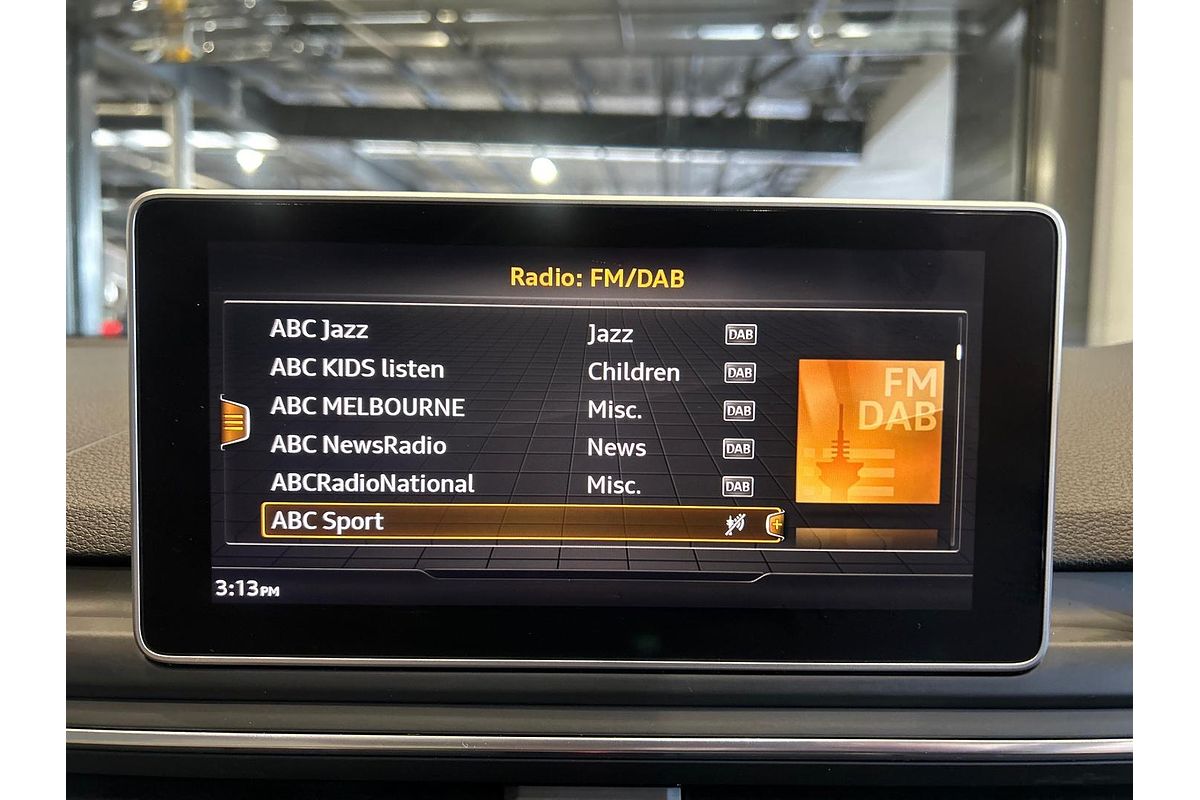 Radio: FM/DAB
ABC Jazz Jazz DAB
ABC KIDS listen Children DAB
ABC MELBOURNE Misc. DAB
ABC NewsRadio News DAB
ABCRadioNational Misc. DAB
ABC Sport
FM
DAB
3:13PM